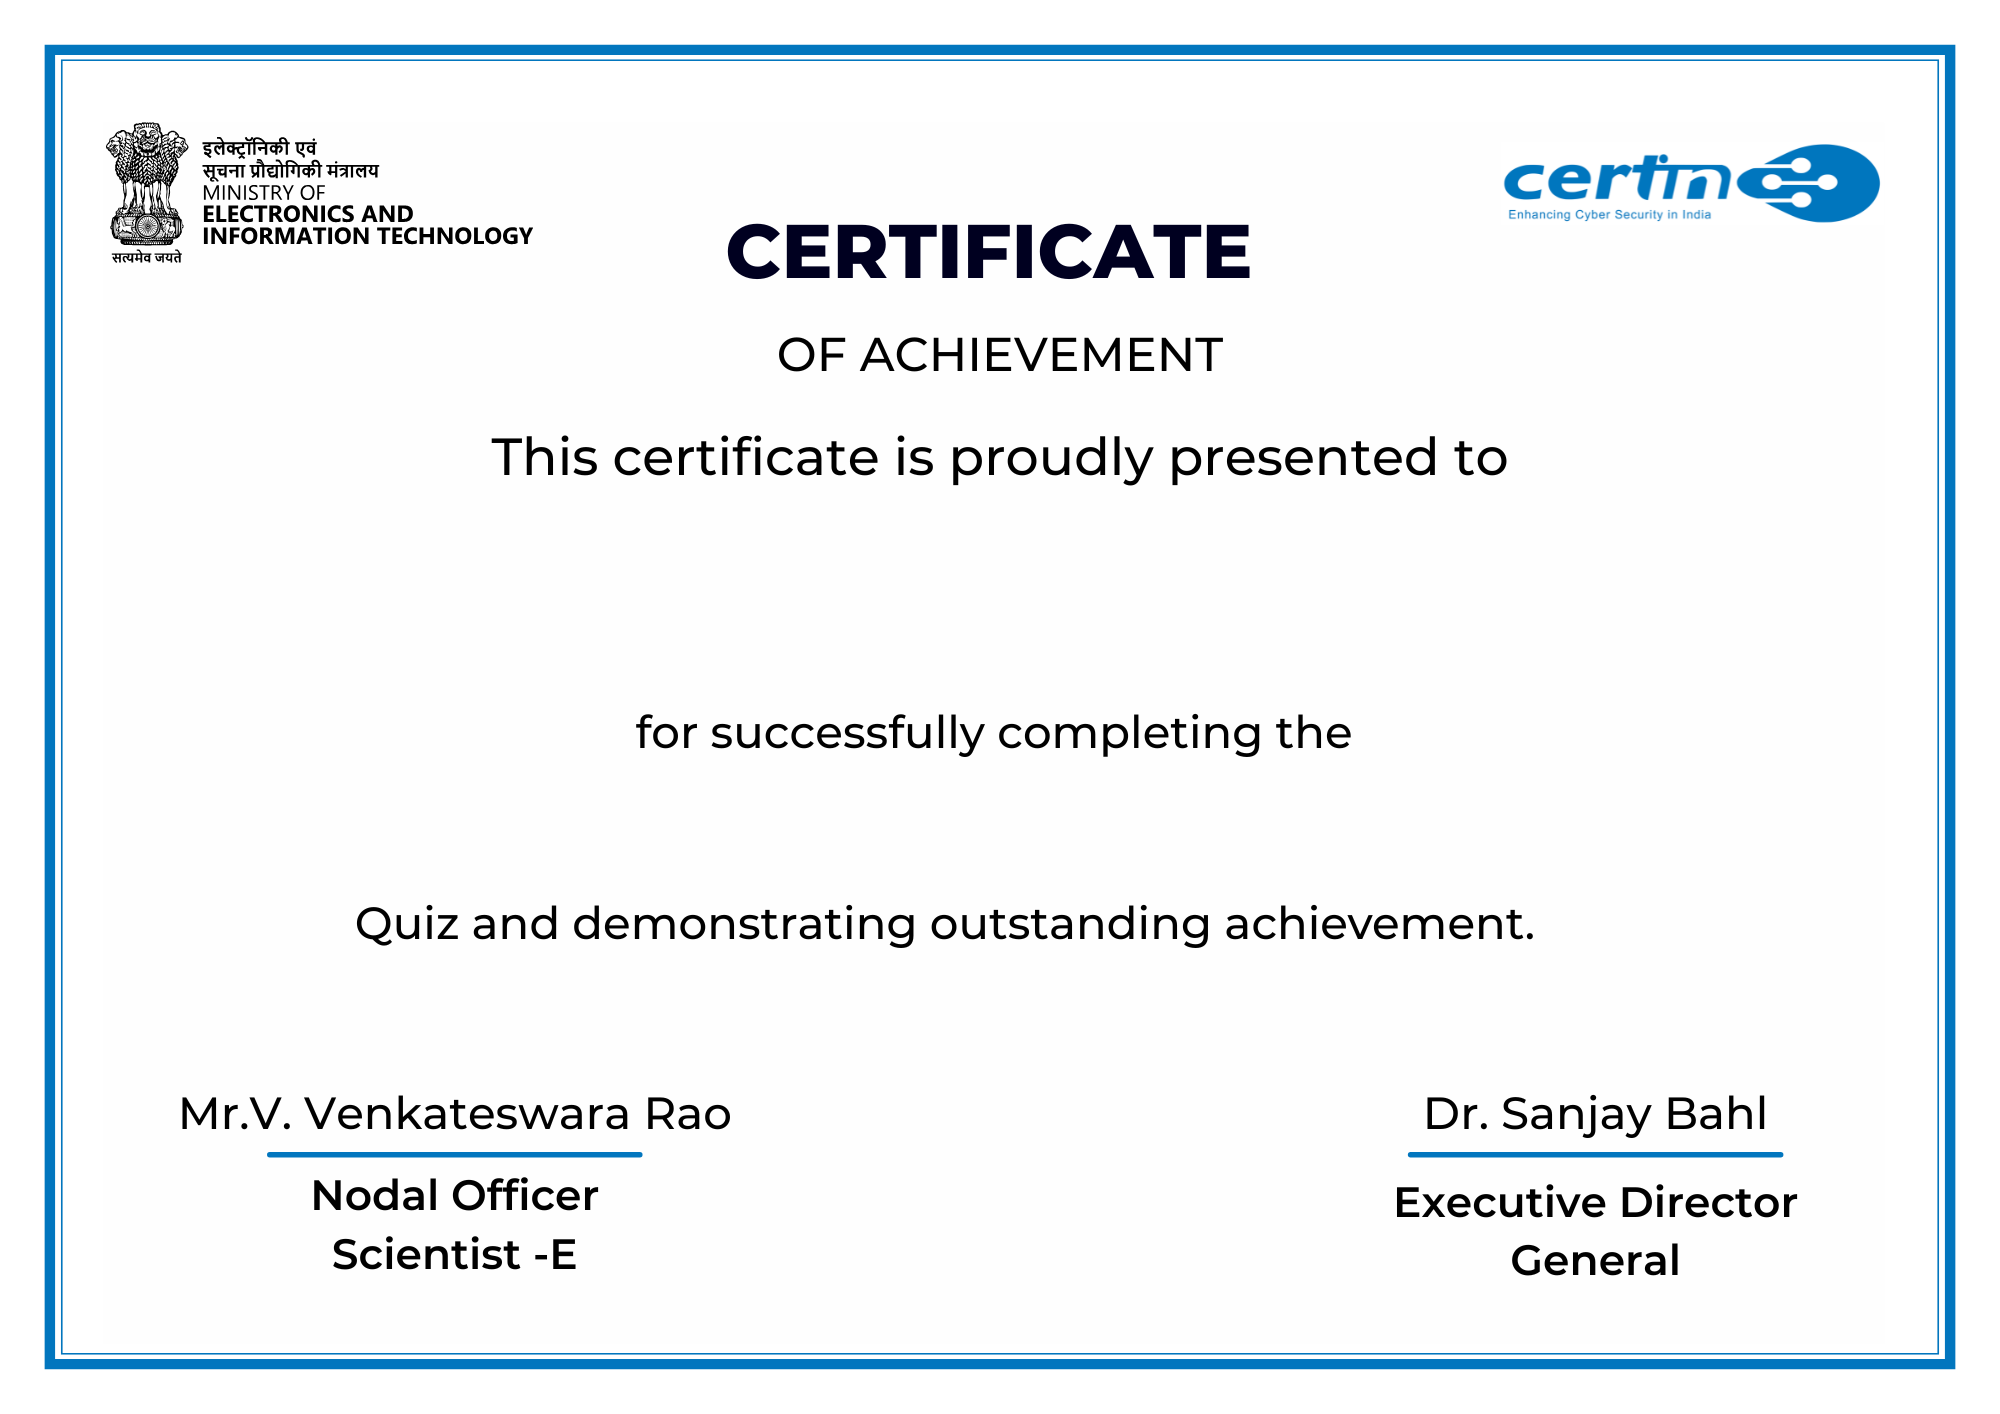 इलेक्ट्रॉनिकी एवं
सूचना प्रौद्योगिकी मंत्रालय
MINISTRY OF
ELECTRONICS AND
INFORMATION TECHNOLOGY
सत्यमेव जयते
certin
Enhancing Cyber Security in India
CERTIFICATE
OF ACHIEVEMENT
This certificate is proudly presented to
for successfully completing the
Quiz and demonstrating outstanding achievement.
Mr.V. Venkateswara Rao
Nodal Officer
Scientist -E
Dr. Sanjay Bahl
Executive Director
General